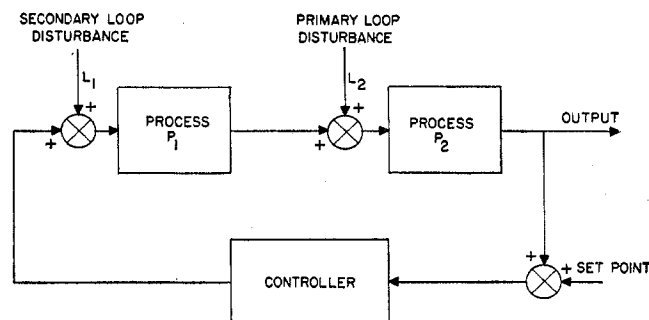 SECONDARY LOOP
DISTURBANCE
PRIMARY LOOP
DISTURBANCE
L₁
L₂
+
+
+
+
PROCESS
P₁
PROCESS
P₂
OUTPUT
CONTROLLER
+
+ SET POINT